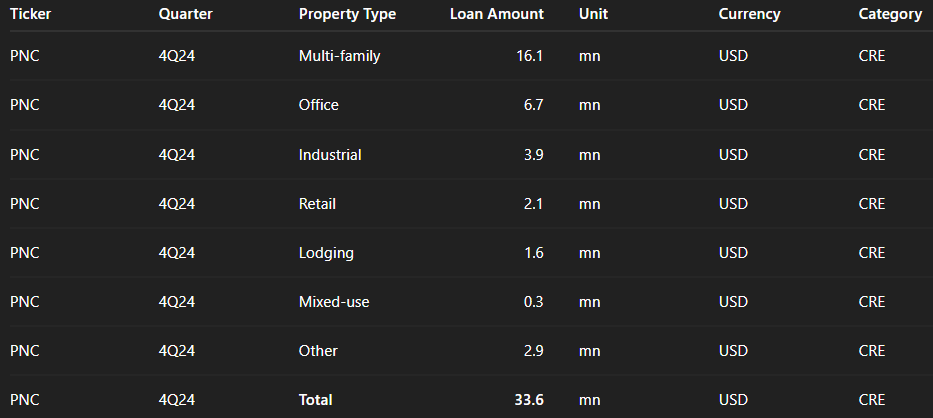 Ticker Quarter Property Type Loan Amount Unit Currency Category
PNC 4Q24 Multi-family 16.1 mn USD CRE
PNC 4Q24 Office 6.7 mn USD CRE
PNC 4Q24 Industrial 3.9 mn USD CRE
PNC 4Q24 Retail 2.1 mn USD CRE
PNC 4Q24 Lodging 1.6 mn USD CRE
PNC 4Q24 Mixed-use 0.3 mn USD CRE
PNC 4Q24 Other 2.9 mn USD CRE
PNC 4Q24 Total 33.6 mn USD CRE